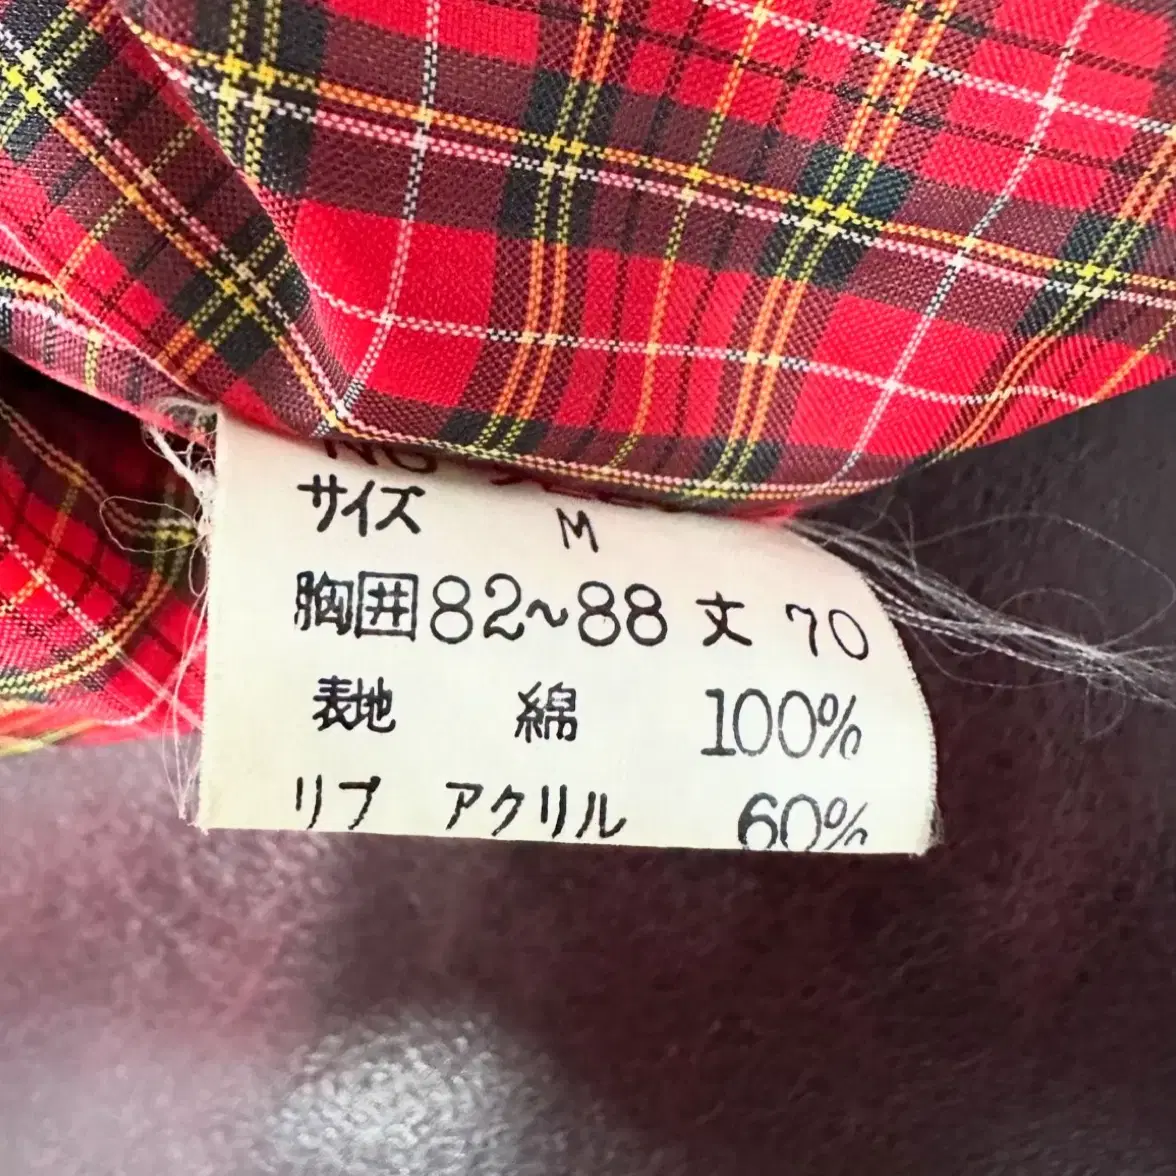 サイズ M
胸囲 82~88 丈 70
表地 綿 100%
リブ アクリル 60%